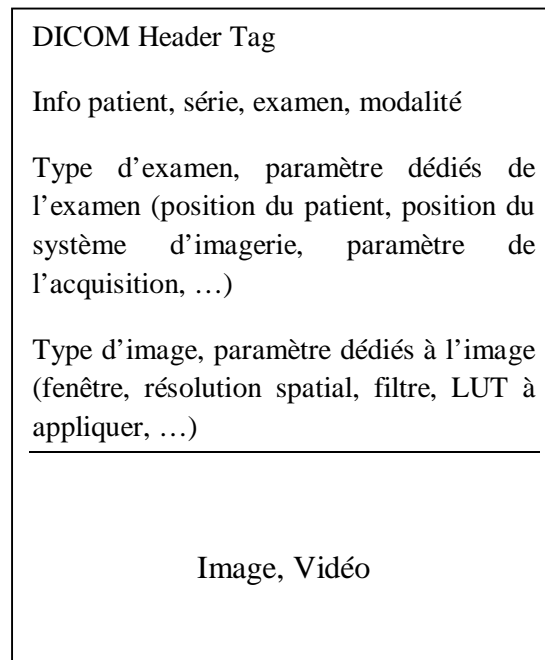 DICOM Header Tag
Info patient, série, examen, modalité
Type d’examen, paramètre dédiés de
l’examen (position du patient, position du
système d’imagerie, paramètre de
l’acquisition, …)
Type d’image, paramètre dédiés à l’image
(fenêtre, résolution spatial, filtre, LUT à
appliquer, …)
Image, Vidéo